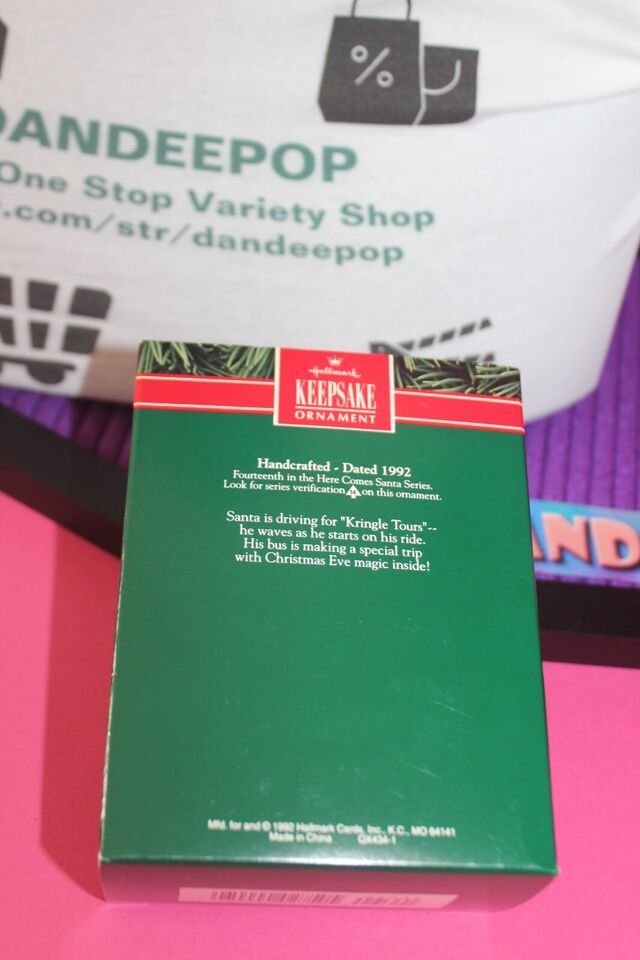 %
DANDEEPOP
One Stop Variety Shop
.com/str/dandeepop
Hallmark
KEEPSAKE
ORNAMENT
Handcrafted - Dated 1992
Fourteenth in the Here Comes Santa Series.
Look for series verification 14 on this ornament.
Santa is driving for "Kringle Tours"--
he waves as he starts on his ride.
His bus is making a special trip
with Christmas Eve magic inside!
Mfd. for and © 1992 Hallmark Cards, Inc., K.C., MO 64141
Made in China QX434-1
AND